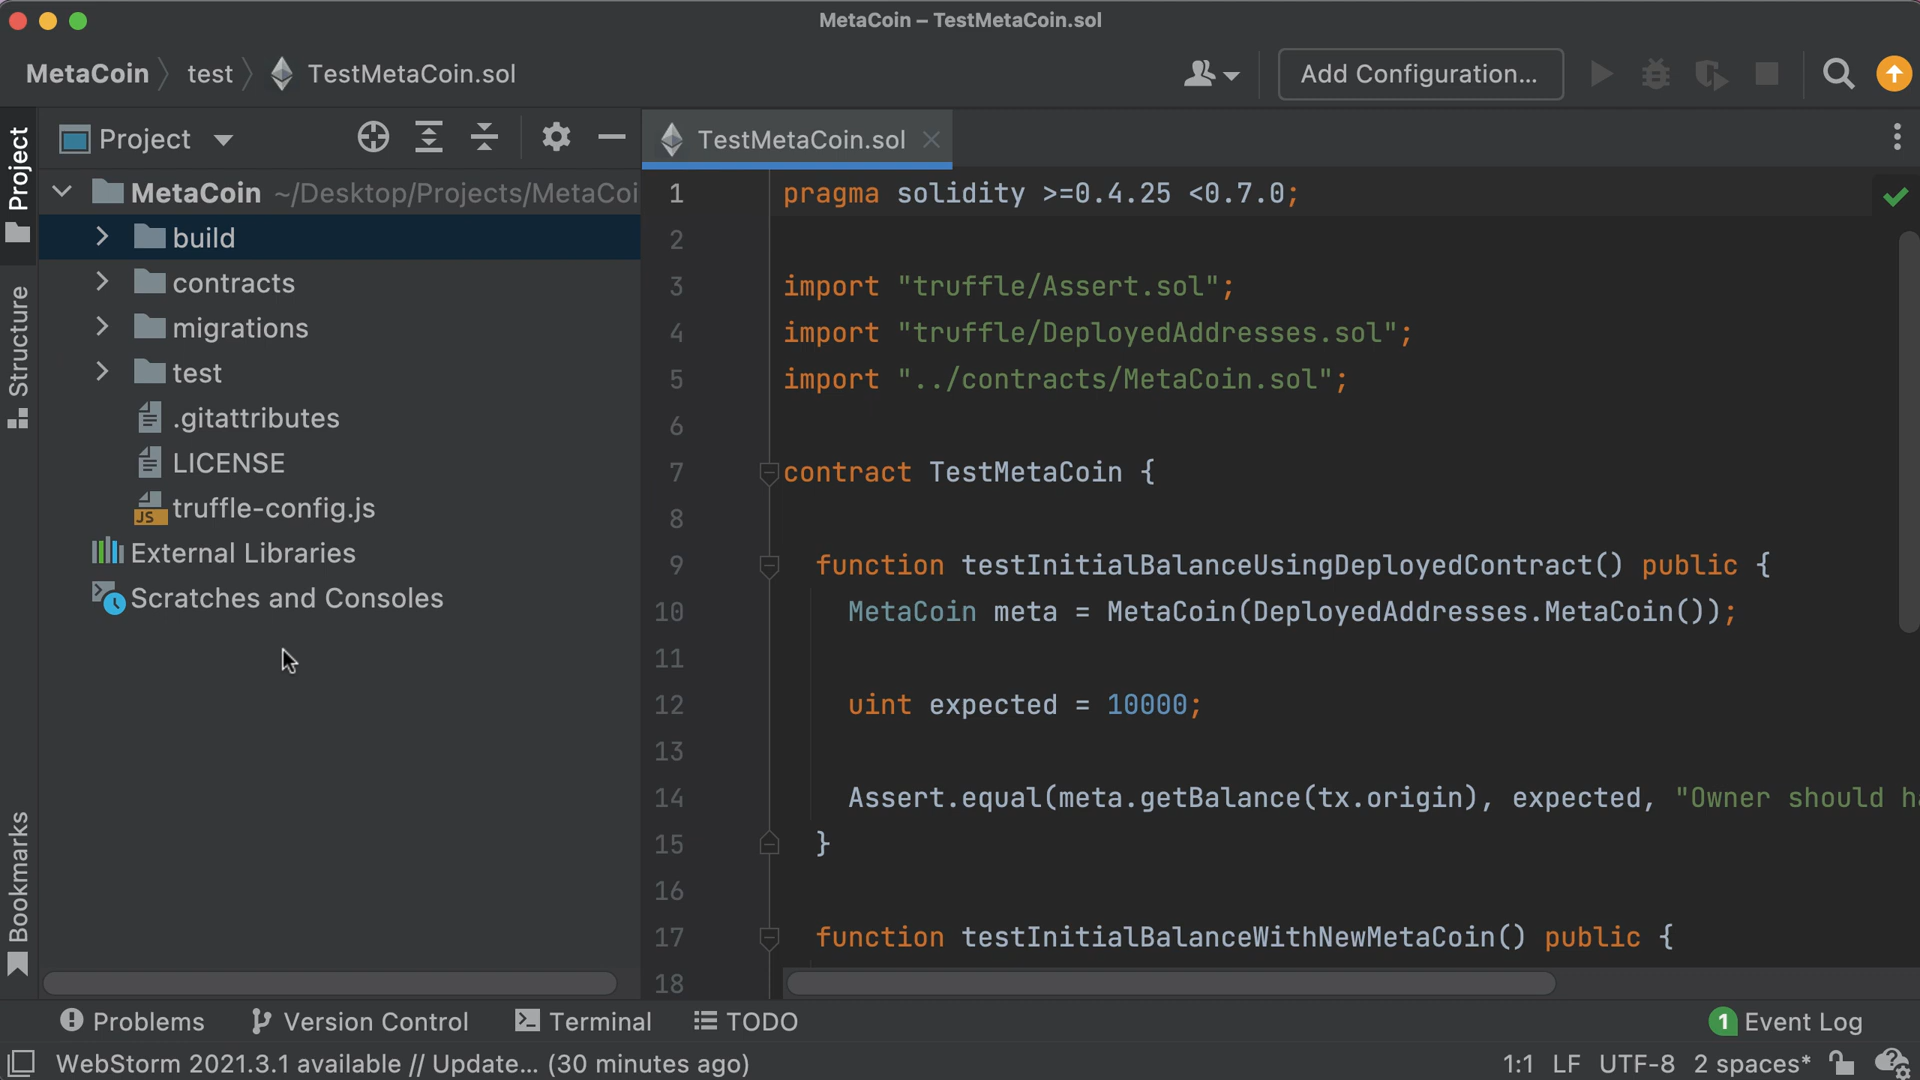 MetaCoin – TestMetaCoin.sol
MetaCoin test TestMetaCoin.sol
Add Configuration...
Project
TestMetaCoin.sol
Project
Structure
Bookmarks
MetaCoin ~/Desktop/Projects/MetaCoi
build
contracts
migrations
test
.gitattributes
LICENSE
JS truffle-config.js
External Libraries
Scratches and Consoles
1 pragma solidity >=0.4.25 <0.7.0;
2
3 import "truffle/Assert.sol";
4 import "truffle/DeployedAddresses.sol";
5 import "../contracts/MetaCoin.sol";
6
7 contract TestMetaCoin {
8
9 function testInitialBalanceUsingDeployedContract() public {
10 MetaCoin meta = MetaCoin(DeployedAddresses.MetaCoin());
11
12 uint expected = 10000;
13
14 Assert.equal(meta.getBalance(tx.origin), expected, "Owner should ha
15 }
16
17 function testInitialBalanceWithNewMetaCoin() public {
18
Problems Version Control Terminal TODO 1 Event Log
WebStorm 2021.3.1 available // Update... (30 minutes ago) 1:1 LF UTF-8 2 spaces*